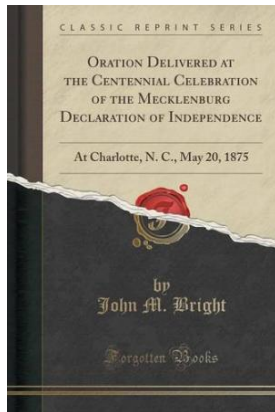 CLASSIC REPRINT SERIES
ORATION DELIVERED AT
THE CENTENNIAL CELEBRATION
OF THE MECKLENBURG
DECLARATION OF INDEPENDENCE
At Charlotte, N. C., May 20, 1875
by
John M. Bright
Forgotten Books